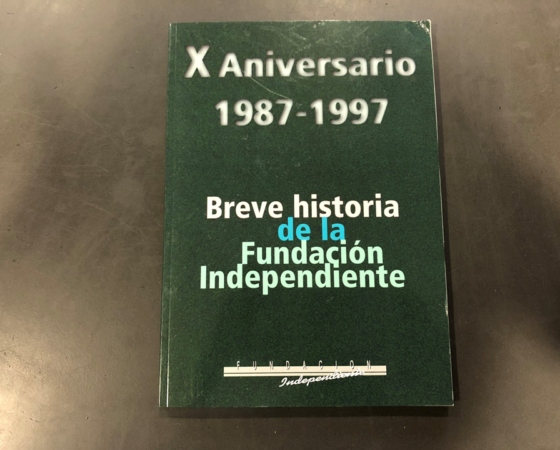 X Aniversario
1987-1997
Breve historia
de la
Fundación
Independiente
FUNDACIÓN
Independiente